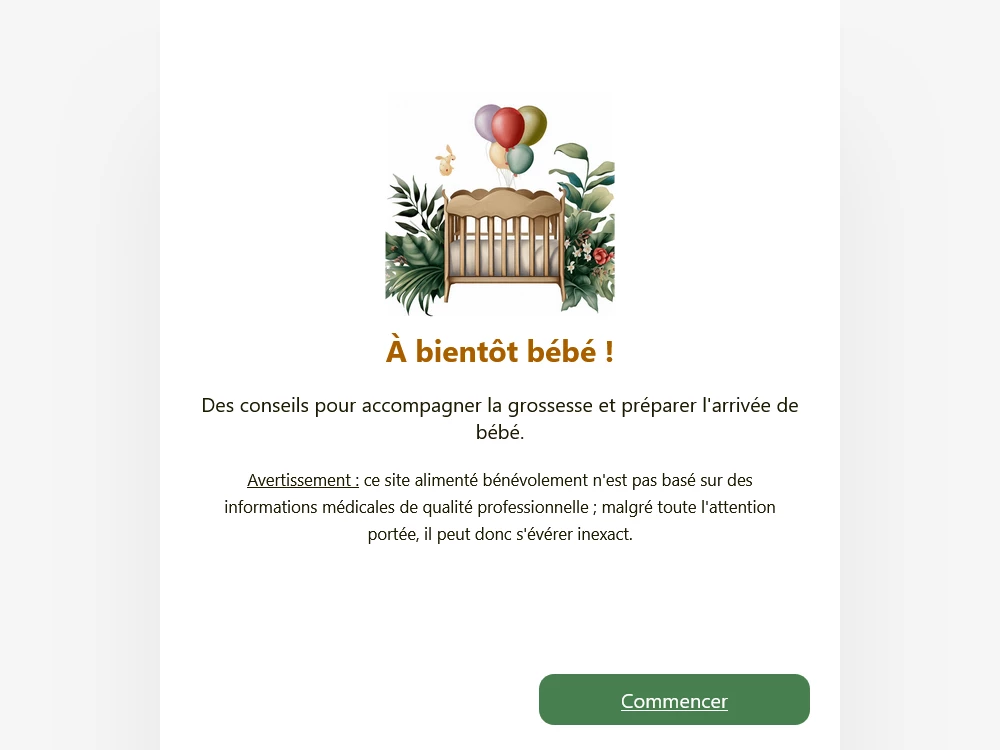 À bientôt bébé !
Des conseils pour accompagner la grossesse et préparer l'arrivée de
bébé.
Avertissement : ce site alimenté bénévolement n'est pas basé sur des
informations médicales de qualité professionnelle ; malgré toute l'attention
portée, il peut donc s'évérer inexact.
Commencer